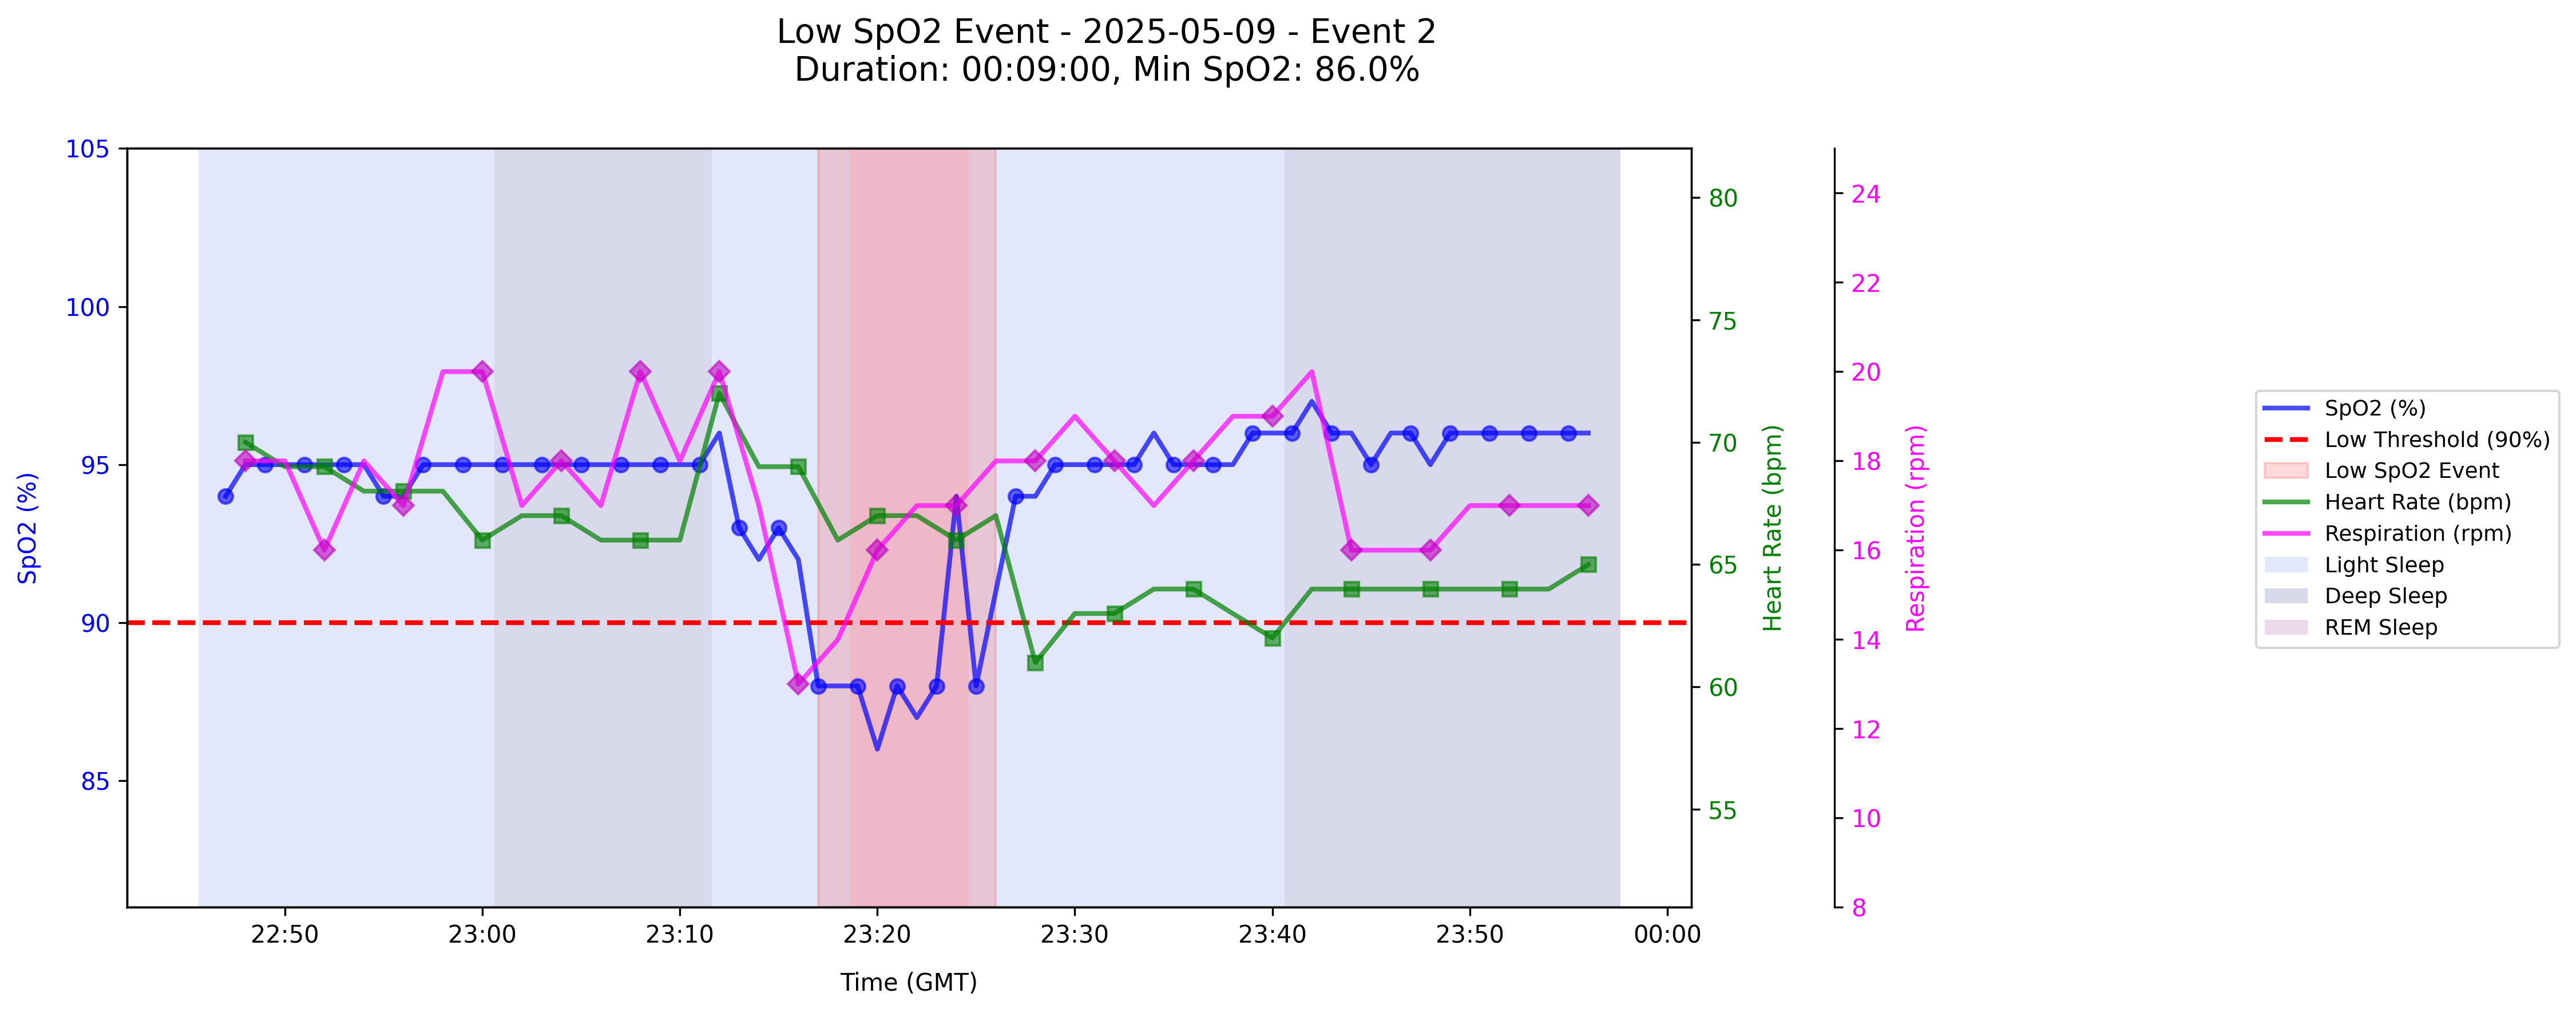 Low SpO2 Event - 2025-05-09 - Event 2
Duration: 00:09:00, Min SpO2: 86.0%
SpO2 (%)
105
100
95
90
85
22:50
23:00
23:10
23:20
23:30
23:40
23:50
00:00
Time (GMT)
80
75
70
65
60
55
Heart Rate (bpm)
24
22
20
18
16
14
12
10
8
Respiration (rpm)
SpO2 (%)
Low Threshold (90%)
Low SpO2 Event
Heart Rate (bpm)
Respiration (rpm)
Light Sleep
Deep Sleep
REM Sleep